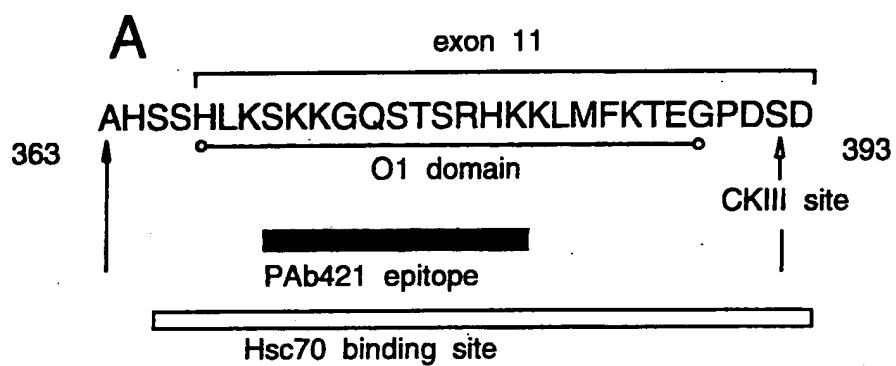 A
exon 11
AHSSHLKSKKGQSTSRHKKLMFKTEGPDSD
363
393
O1 domain
CKIII site
PAb421 epitope
Hsc70 binding site